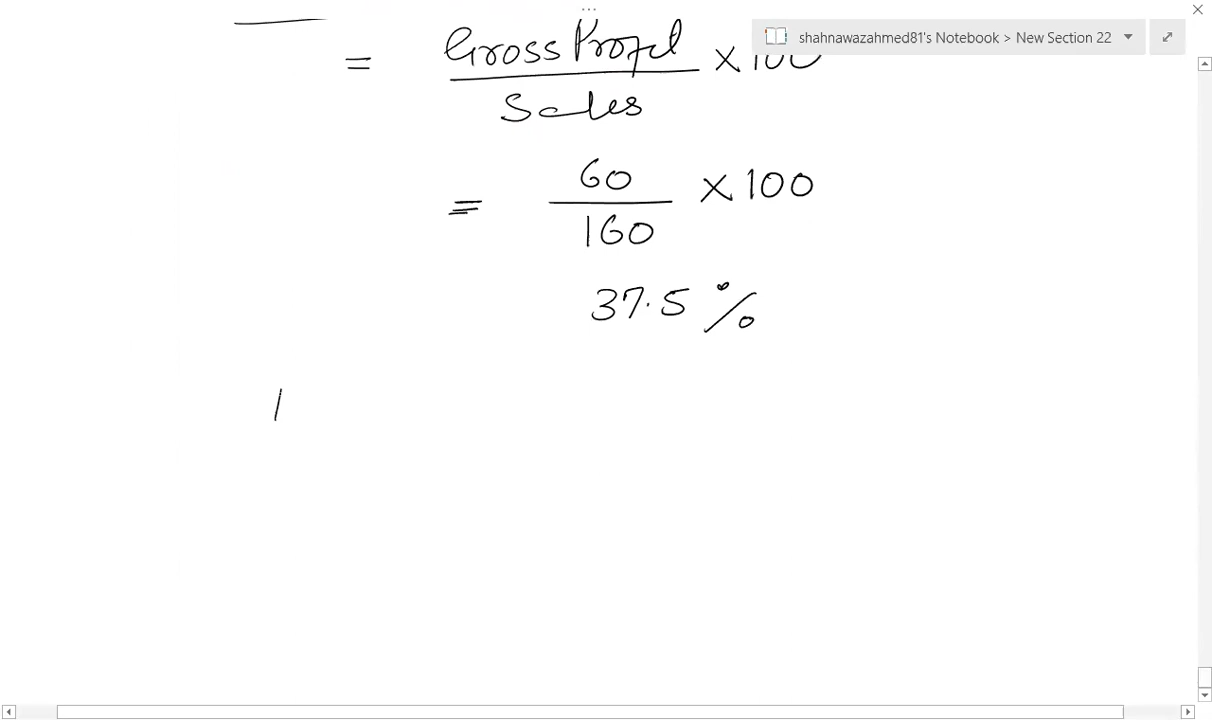 shahnawazahmed81's Notebook > New Section 22
= Gross Profit
Sales
× 100
= 60
160
× 100
37.5 %